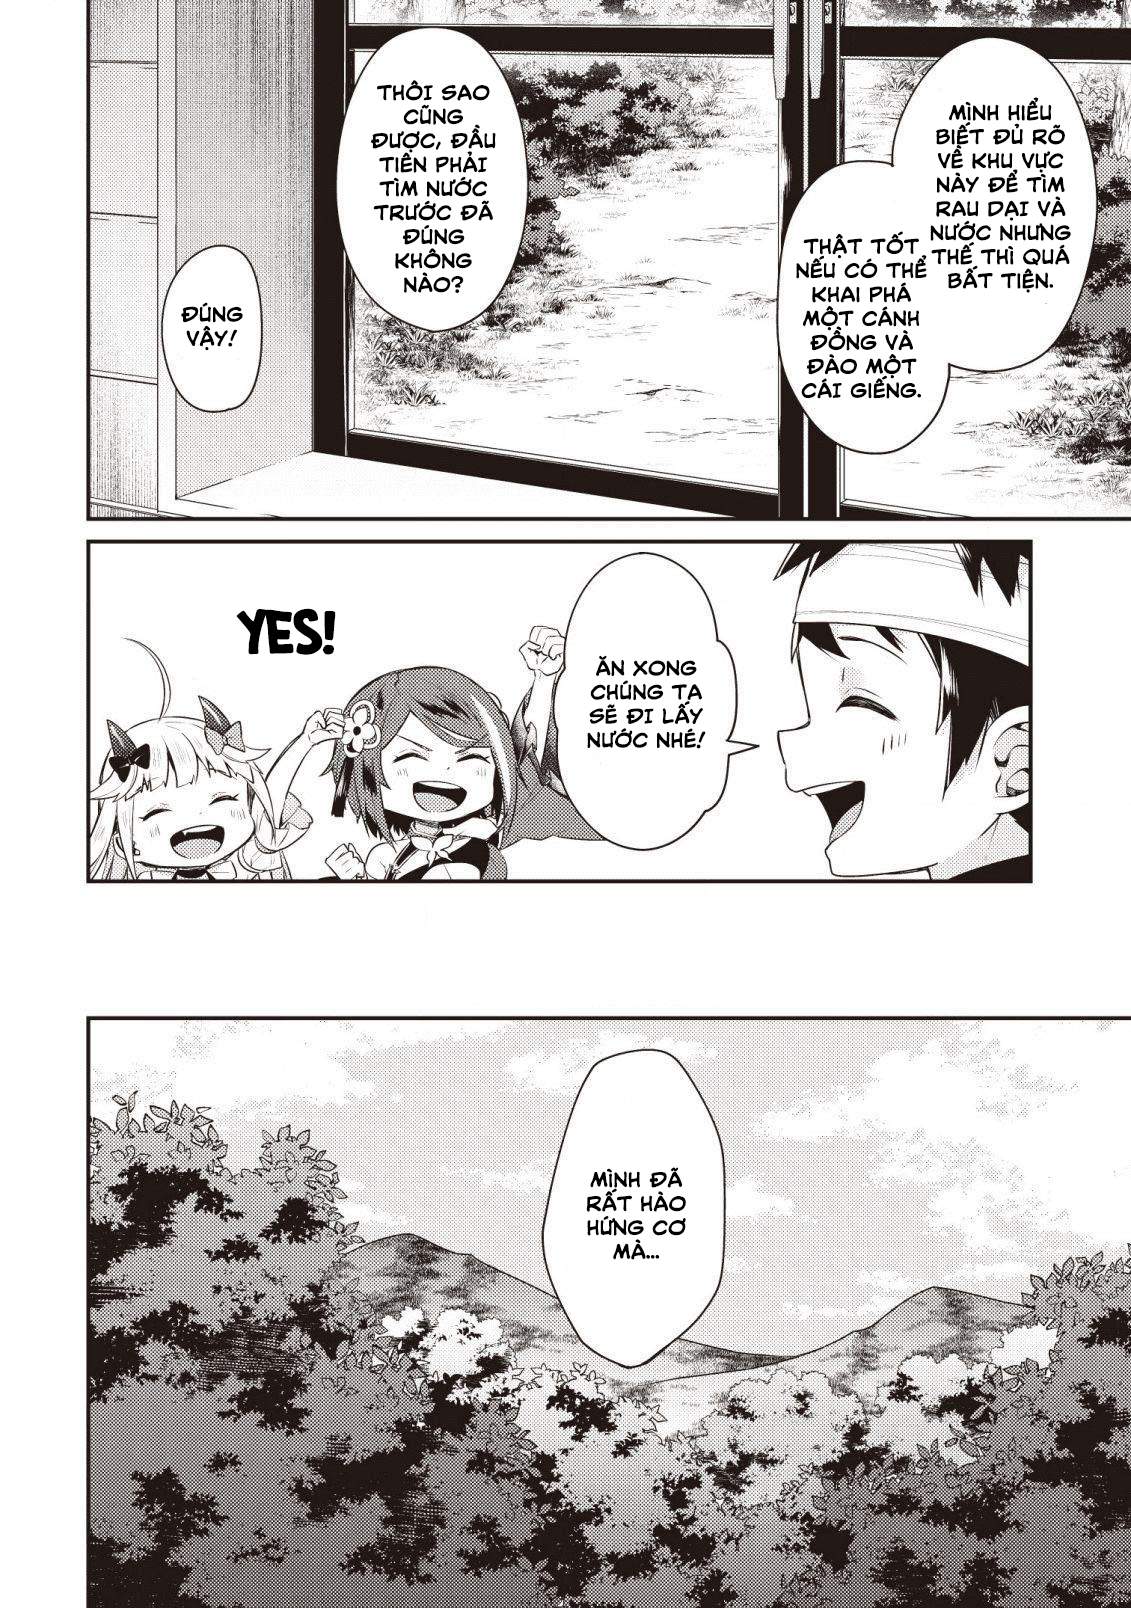 MÌNH HIỂU
BIẾT ĐỦ RÕ
VỀ KHU VỰC
NÀY ĐỂ TÌM
RAU DẠI VÀ
NƯỚC NHƯNG
THẾ THÌ QUÁ
BẤT TIỆN.
THẬT TỐT
NẾU CÓ THỂ
KHAI PHÁ
MỘT CÁNH
ĐỒNG VÀ
ĐÀO MỘT
CÁI GIẾNG.
THÔI SAO
CŨNG
ĐƯỢC, ĐẦU
TIÊN PHẢI
TÌM NƯỚC
TRƯỚC ĐÃ
ĐÚNG
KHÔNG
NÀO?
ĐÚNG
VẬY!
ĂN XONG
CHÚNG TA
SẼ ĐI LẤY
NƯỚC NHÉ!
YES!
MÌNH ĐÃ
RẤT HÀO
HỨNG CƠ
MÀ...